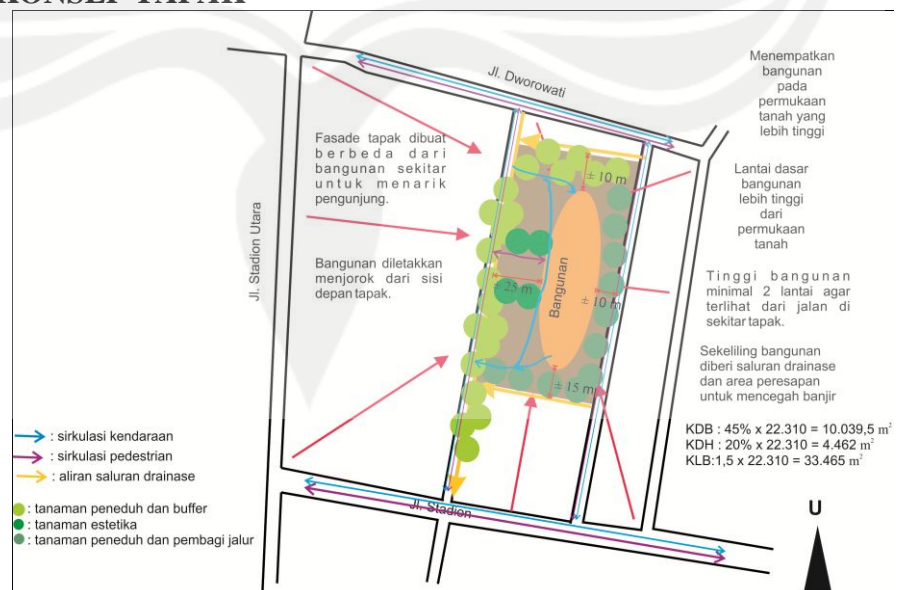 KONSEP TAPAK
Jl. Dworowati
Menempatkan
bangunan
pada
permukaan
tanah yang
lebih tinggi
Fasade tapak dibuat
berbeda dari
bangunan sekitar
untuk menarik
pengunjung.
± 10 m
Lantai dasar
bangunan
lebih tinggi
dari
permukaan
tanah
Jl. Stadion Utara
Bangunan diletakkan
menjorok dari sisi
depan tapak.
± 25 m
Bangunan
± 10 m
Tinggi bangunan
minimal 2 lantai agar
terlihat dari jalan di
sekitar tapak.
Sekeliling bangunan
diberi saluran drainase
dan area peresapan
untuk mencegah banjir
± 15 m
KDB : 45% x 22.310 = 10.039,5 m²
KDH : 20% x 22.310 = 4.462 m²
KLB:1,5 x 22.310 = 33.465 m²
: sirkulasi kendaraan
: sirkulasi pedestrian
: aliran saluran drainase
: tanaman peneduh dan buffer
: tanaman estetika
: tanaman peneduh dan pembagi jalur
Jl. Stadion
U